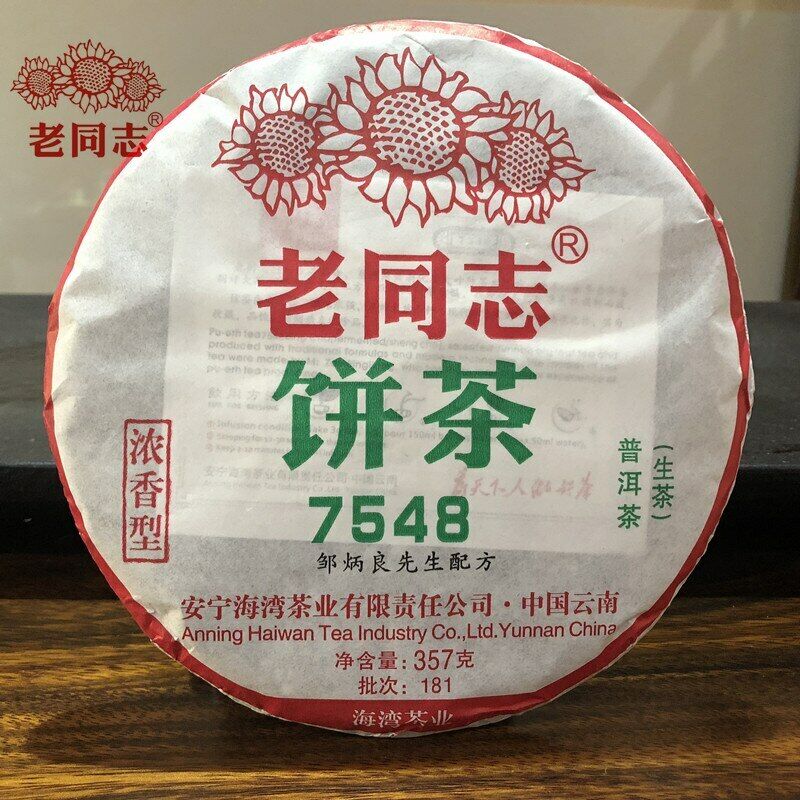 老同志®
老同志®
饼茶
7548
邹炳良先生配方
浓香型
普洱茶
(生茶)
安宁海湾茶业有限责任公司·中国云南
Anning Haiwan Tea Industry Co.,Ltd.Yunnan China
净含量:357克
批次:181
海湾茶业